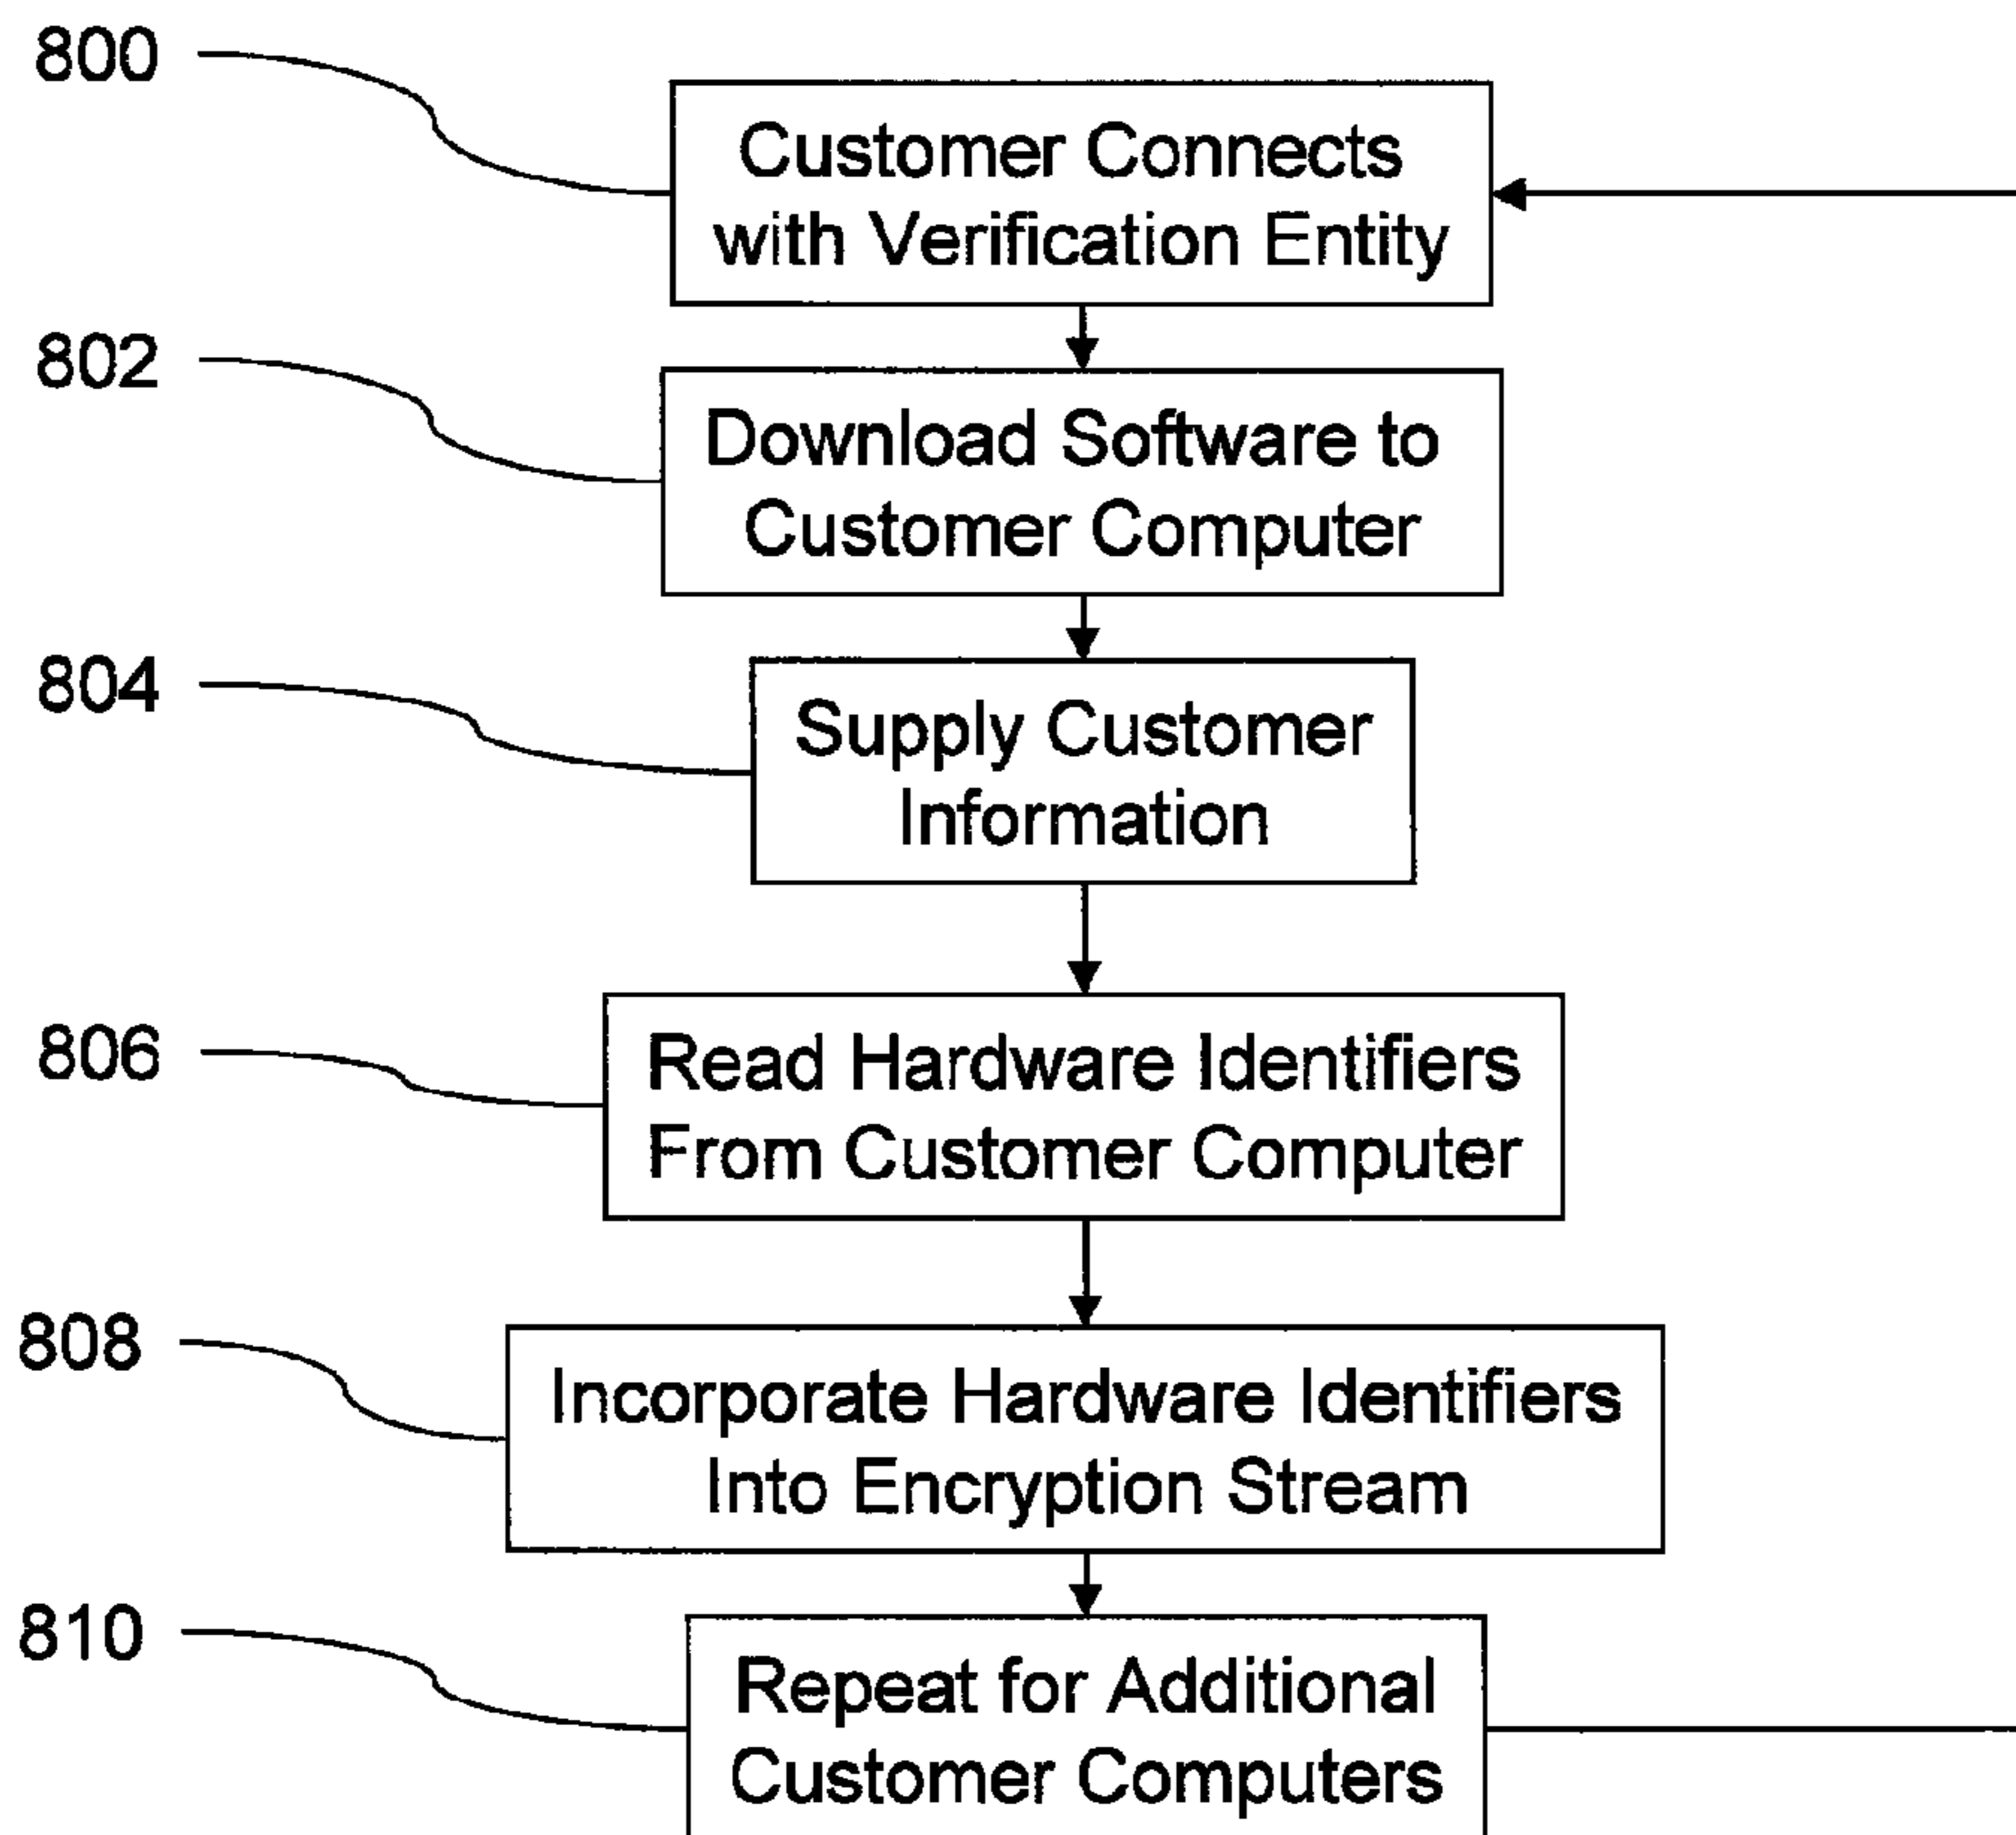 800
Customer Connects
with Verification Entity
802
Download Software to
Customer Computer
804
Supply Customer
Information
806
Read Hardware Identifiers
From Customer Computer
808
Incorporate Hardware Identifiers
Into Encryption Stream
810
Repeat for Additional
Customer Computers